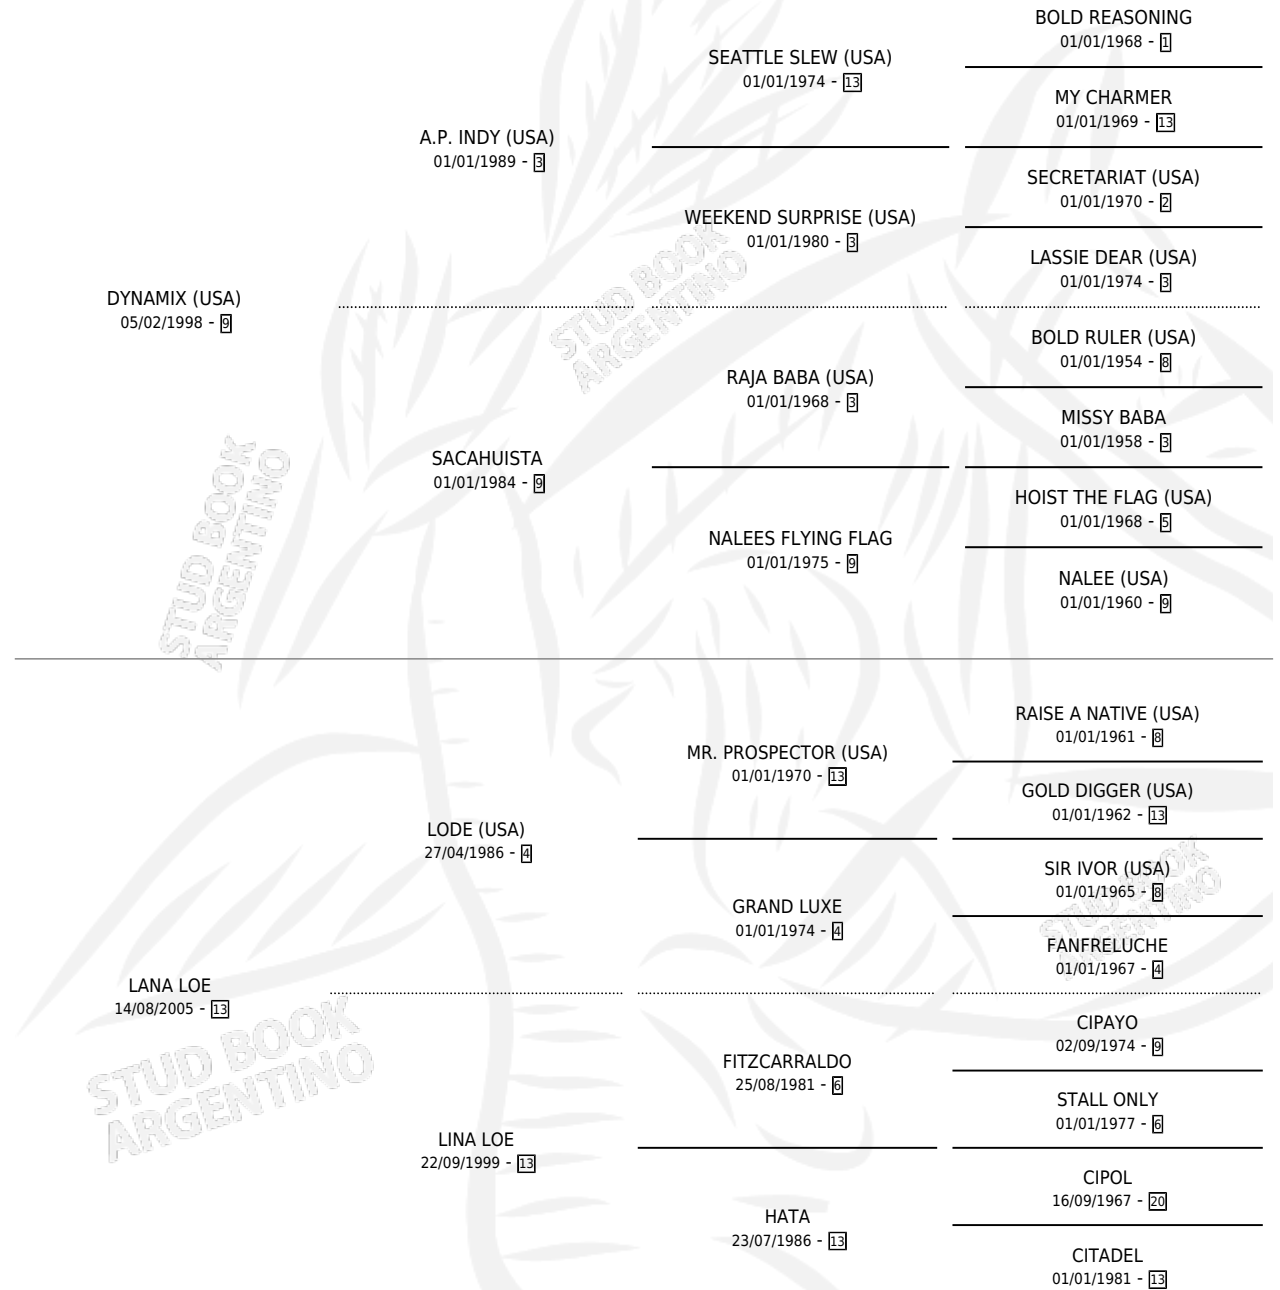 BOLD REASONING
01/01/1968 - 1
SEATTLE SLEW (USA)
01/01/1974 - 13
MY CHARMER
01/01/1969 - 13
A.P. INDY (USA)
01/01/1989 - 3
SECRETARIAT (USA)
01/01/1970 - 2
WEEKEND SURPRISE (USA)
01/01/1980 - 3
LASSIE DEAR (USA)
01/01/1974 - 3
DYNAMIX (USA)
05/02/1998 - 9
BOLD RULER (USA)
01/01/1954 - 8
RAJA BABA (USA)
01/01/1968 - 3
MISSY BABA
01/01/1958 - 3
SACAHUISTA
01/01/1984 - 9
HOIST THE FLAG (USA)
01/01/1968 - 5
NALEES FLYING FLAG
01/01/1975 - 9
NALEE (USA)
01/01/1960 - 9
RAISE A NATIVE (USA)
01/01/1961 - 8
MR. PROSPECTOR (USA)
01/01/1970 - 13
GOLD DIGGER (USA)
01/01/1962 - 13
LODE (USA)
27/04/1986 - 4
SIR IVOR (USA)
01/01/1965 - 8
GRAND LUXE
01/01/1974 - 4
FANFRELUCHE
01/01/1967 - 4
LANA LOE
14/08/2005 - 13
CIPAYO
02/09/1974 - 9
FITZCARRALDO
25/08/1981 - 6
STALL ONLY
01/01/1977 - 6
LINA LOE
22/09/1999 - 13
CIPOL
16/09/1967 - 20
HATA
23/07/1986 - 13
CITADEL
01/01/1981 - 13
STUD BOOK
ARGENTINO
STUD BOOK
ARGENTINO
STUD BOOK
ARGENTINO
STUD BOOK
ARGENTINO